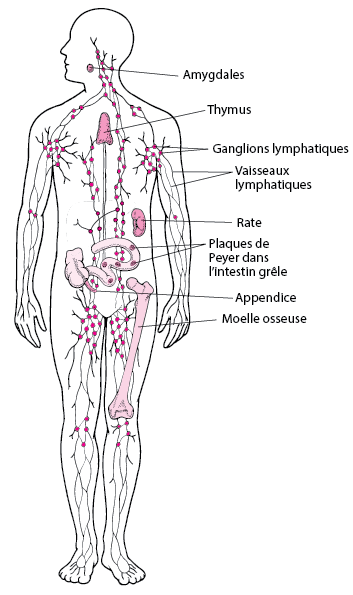 Amygdales
Thymus
Ganglions lymphatiques
Vaisseaux
lymphatiques
Rate
Plaques de
Peyer dans
l'intestin grêle
Appendice
Moelle osseuse